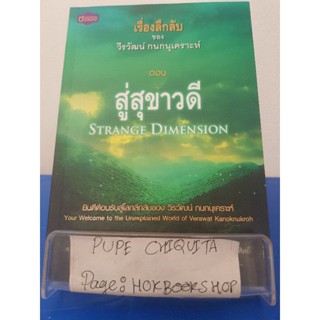 เรื่องลึกลับ
ของ
วีรวัฒน์ กนกนุเคราะห์
ตอน
สู่สุขาวดี
STRANGE DIMENSION
ยินดีต้อนรับสู่โลกลึกลับของ วีรวัฒน์ กนกนุเคราะห์
Your Welcome to the Unexplained World of Verawat Kanoknukroh
PUPE CHIQUITA
Page: HOKBOOKSHOP